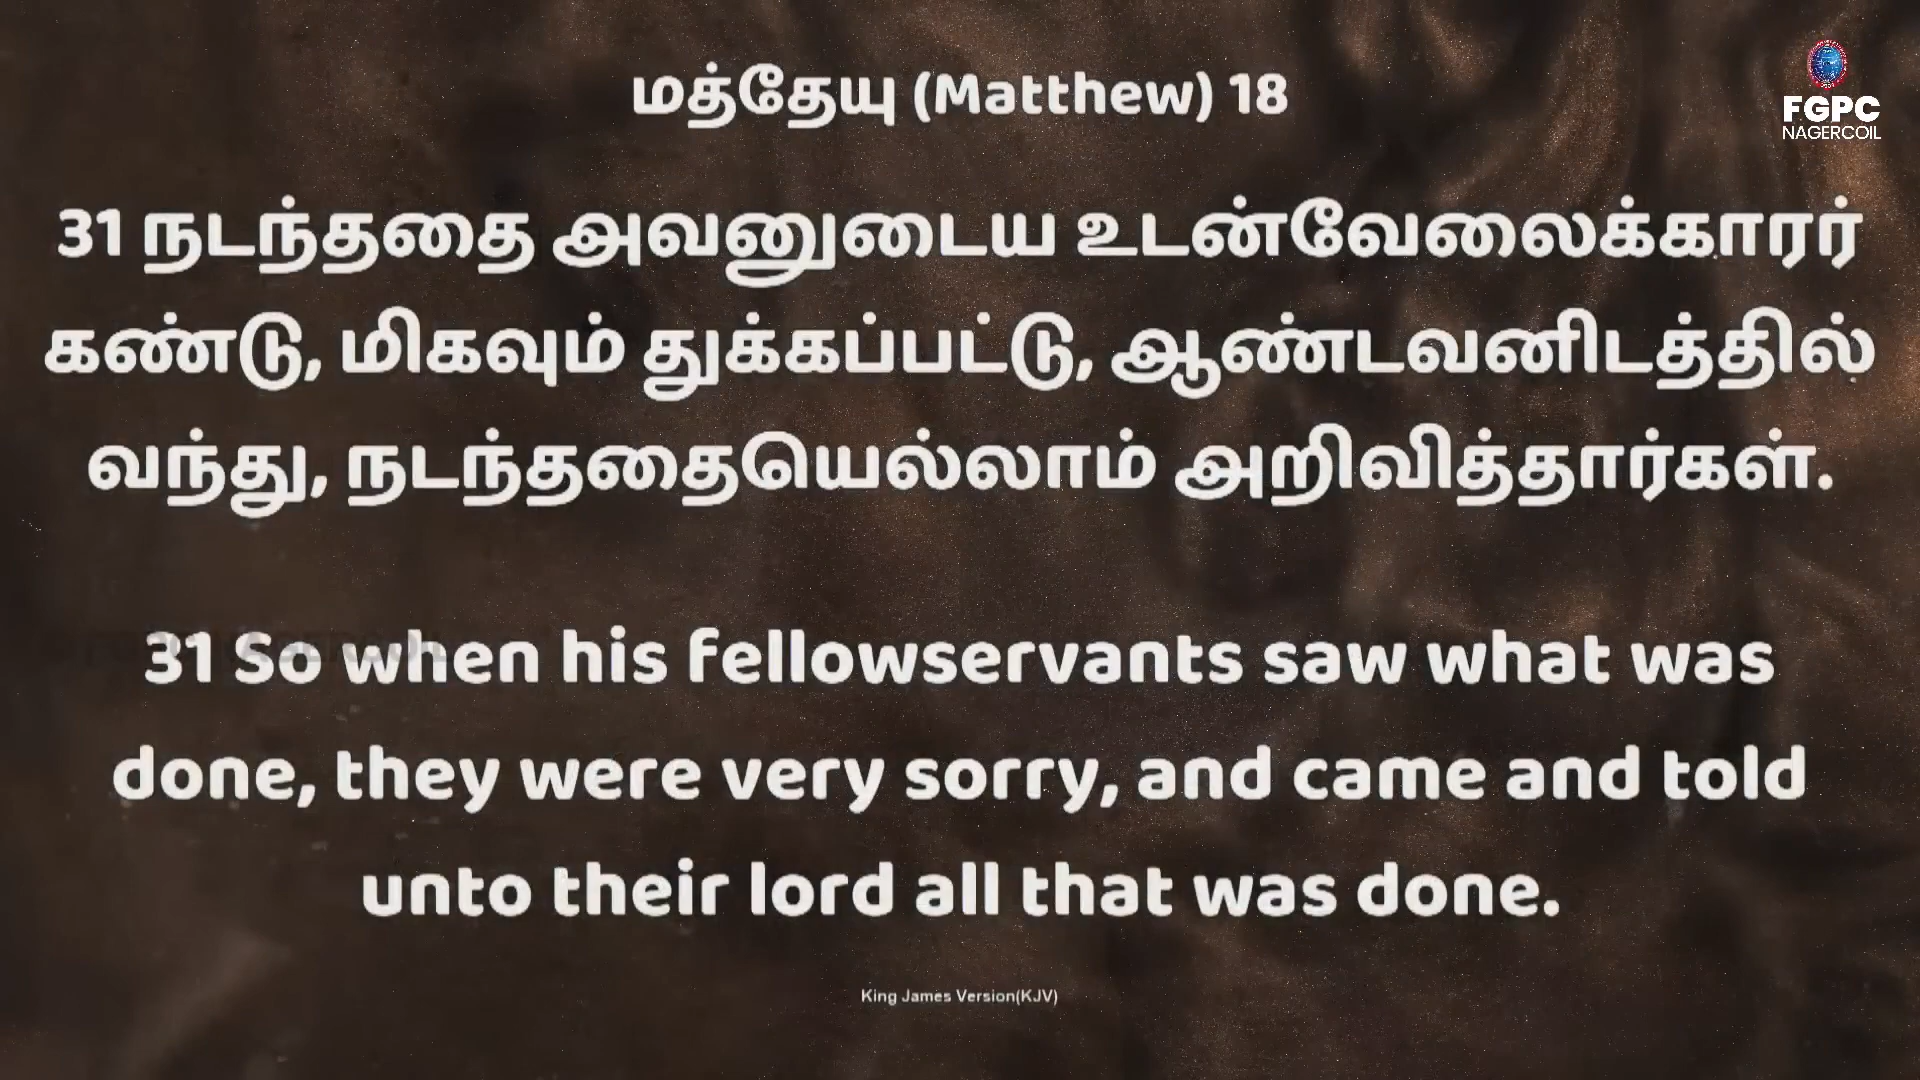 மத்தேயு (Matthew) 18
FGPC
NAGERCOIL
31 நடந்ததை அவனுடைய உடன்வேலைக்காரர்
கண்டு, மிகவும் துக்கப்பட்டு, ஆண்டவனிடத்தில்
வந்து, நடந்ததையெல்லாம் அறிவித்தார்கள்.
31 So when his fellowservants saw what was
done, they were very sorry, and came and told
unto their lord all that was done.
King James Version(KJV)